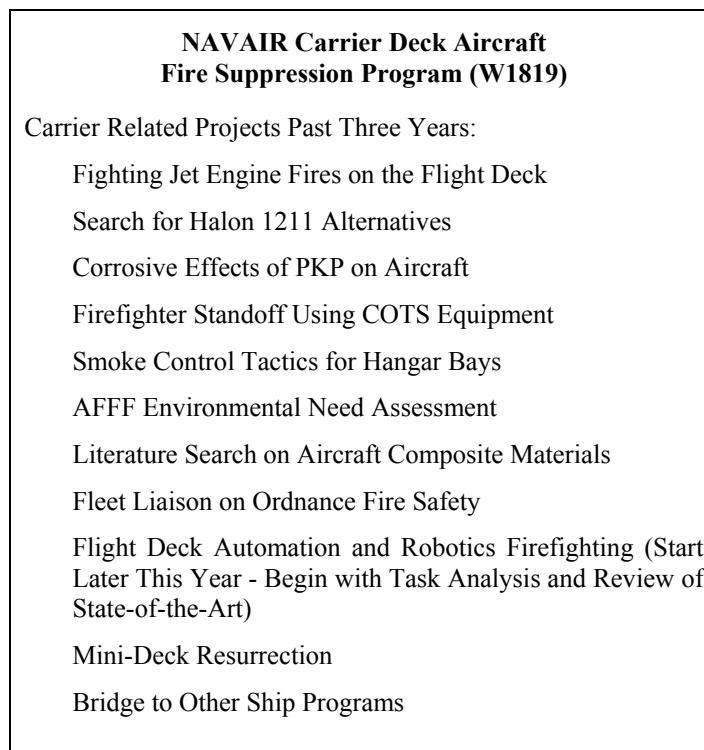 NAVAIR Carrier Deck Aircraft
Fire Suppression Program (W1819)
Carrier Related Projects Past Three Years:
Fighting Jet Engine Fires on the Flight Deck
Search for Halon 1211 Alternatives
Corrosive Effects of PKP on Aircraft
Firefighter Standoff Using COTS Equipment
Smoke Control Tactics for Hangar Bays
AFFF Environmental Need Assessment
Literature Search on Aircraft Composite Materials
Fleet Liaison on Ordnance Fire Safety
Flight Deck Automation and Robotics Firefighting (Start
Later This Year - Begin with Task Analysis and Review of
State-of-the-Art)
Mini-Deck Resurrection
Bridge to Other Ship Programs